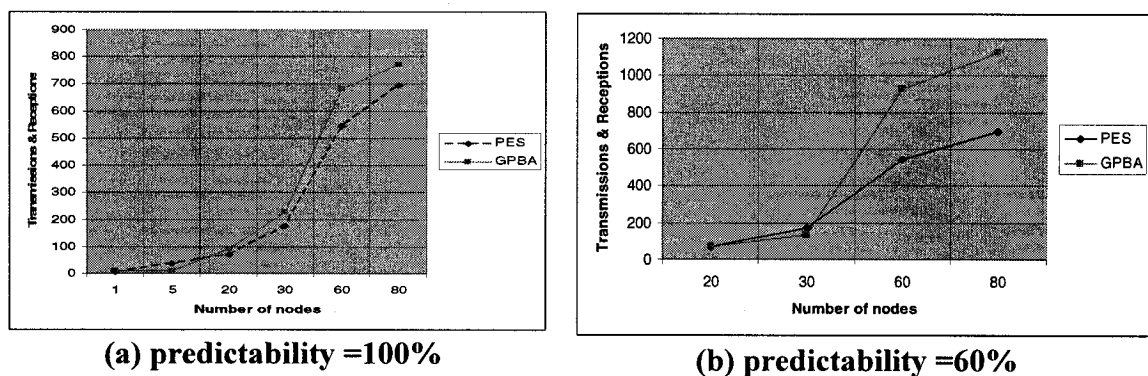 900
800
700
600
500
400
300
200
100
0
Transmissions & Receptions
1 5 20 30 60 80
Number of nodes
PES
GPBA
(a) predictability =100%
1200
1000
800
600
400
200
0
Transmissions & Receptions
20 30 60 80
Number of nodes
PES
GPBA
(b) predictability =60%